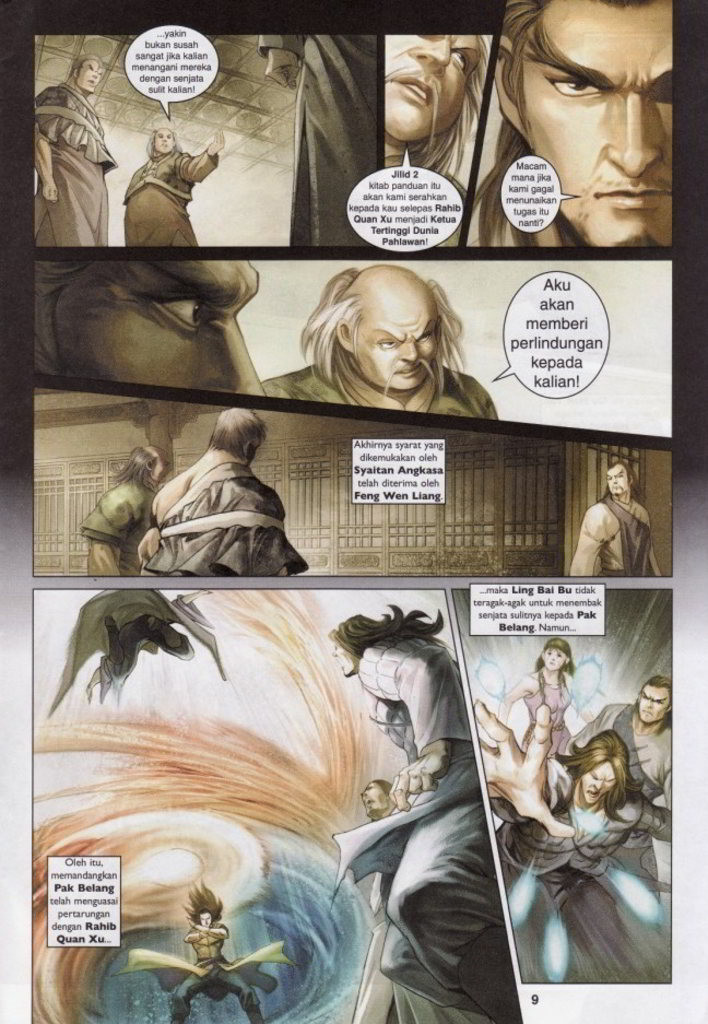 ...yakin
bukan susah
sangat jika kalian
menangani mereka
dengan senjata
sulit kalian!
Jilid 2
kitab panduan itu
akan serahkan
kepada kau selepas Rahib
Quan Xu menjadi Ketua
Tertinggi Dunia
Pahlawan!
Macam
mana jika
kami gagal
menunaikan
tugas itu
nanti?
Aku
akan
memberi
perlindungan
kepada
kalian!
Akhirnya syarat yang
dikemukakan oleh
Syaitan Angkasa
telah diterima oleh
Feng Wen Liang.
Oleh itu,
memandangkan
Pak Belang
telah menguasai
pertarungan
dengan Rahib
Quan Xu...
...maka Ling Bai Bu tidak
teragak-agak untuk menembak
senjata sulitnya kepada Pak
Belang. Namun...
9